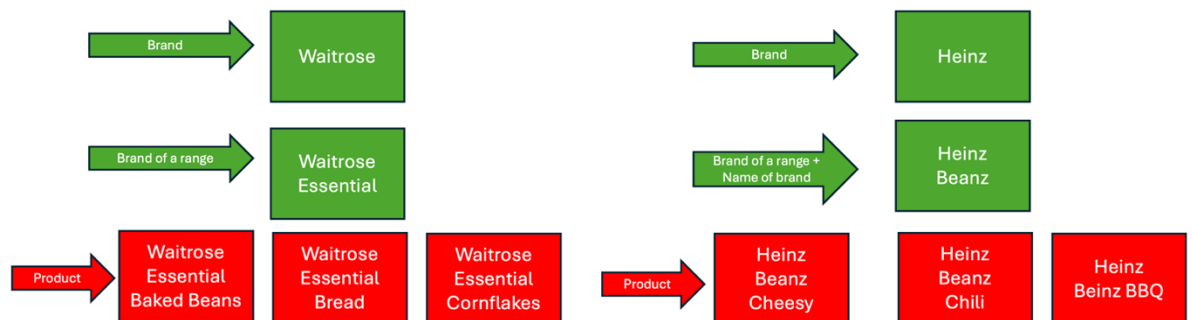 Brand
Waitrose
Brand
Heinz
Brand of a range
Waitrose
Essential
Brand of a range +
Name of brand
Heinz
Beanz
Product
Waitrose
Essential
Baked Beans
Waitrose
Essential
Bread
Waitrose
Essential
Cornflakes
Product
Heinz
Beanz
Cheesy
Heinz
Beanz
Chili
Heinz
Beinz BBQ